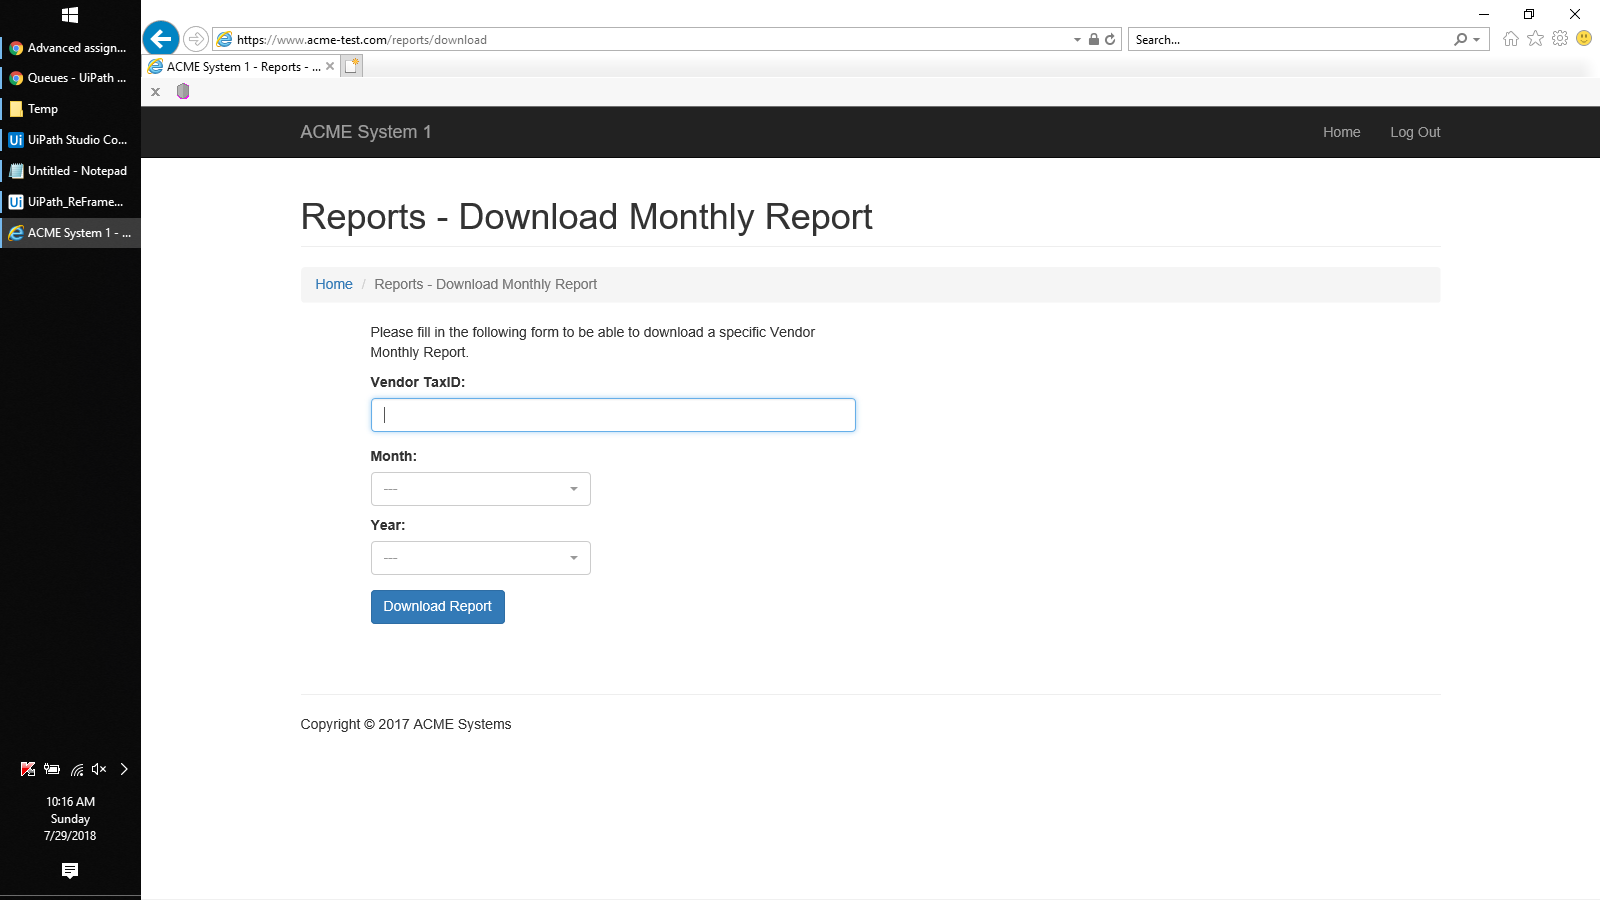 Advanced assign...
Queues - UiPath ...
Temp
UiPath Studio Co...
Untitled - Notepad
UiPath_ReFrame...
ACME System 1 - ...
10:16 AM
Sunday
7/29/2018
https://www.acme-test.com/reports/download
Search...
ACME System 1 - Reports - ...
ACME System 1
Home
Log Out
Reports - Download Monthly Report
Home / Reports - Download Monthly Report
Please fill in the following form to be able to download a specific Vendor
Monthly Report.
Vendor TaxID:
Month:
---
Year:
---
Download Report
Copyright © 2017 ACME Systems